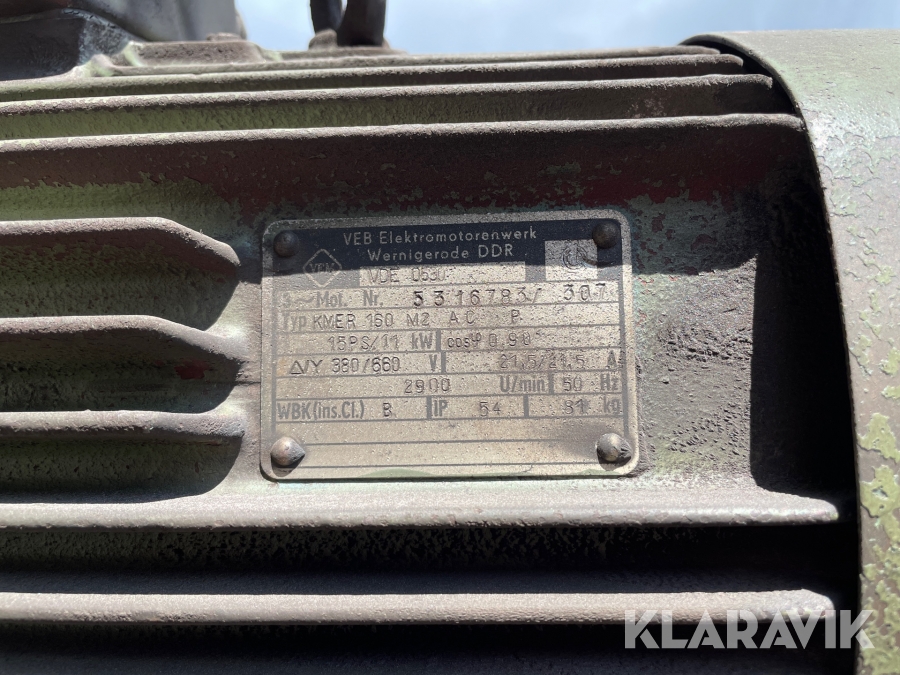 VEB Elektromotorenwerk
Wernigerode DDR
VEM
VDE 0530
3~Mot. Nr. 5316783/ 307
Typ KMER 160 M2 AC P
15PS/11 kW cosφ 0,90
Δ/Y 380/660 V 21,5/ A
2900 U/min 50 Hz
WBK(ins.Cl.) B IP 54 81 kg
KLARAVIK